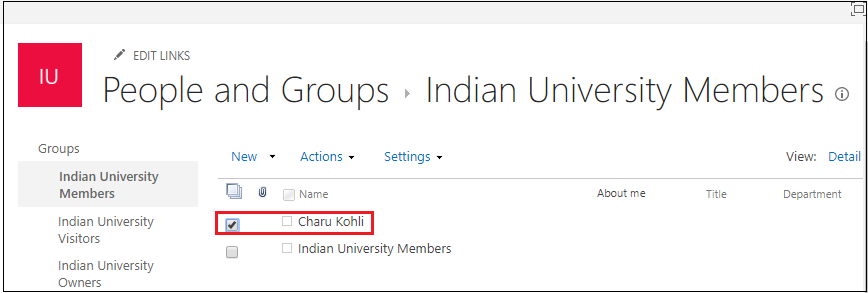 EDIT LINKS
IU
People and Groups › Indian University Members
Groups
Indian University
Members
Indian University
Visitors
Indian University
Owners
New Actions Settings View: Detail
Name About me Title Department
Charu Kohli
Indian University Members